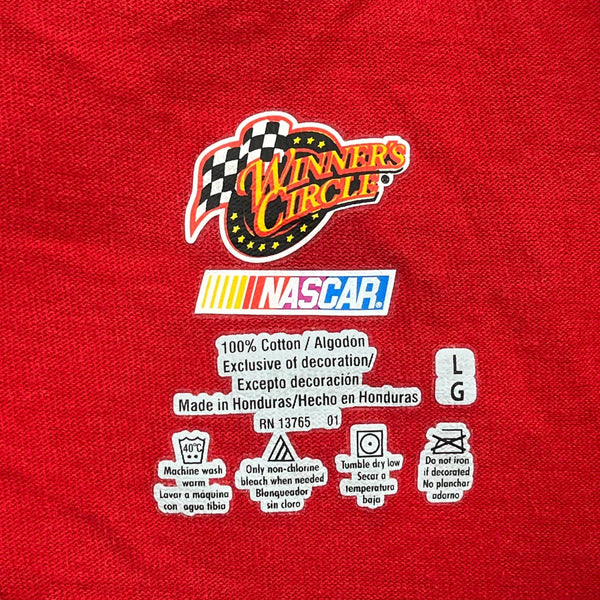 WINNER'S
CIRCLE®
NASCAR®
100% Cotton / Algodón
Exclusive of decoration/
Excepto decoración
Made in Honduras/Hecho en Honduras
RN 13765 01
L
G
40°C
Machine wash
warm
Lavar a máquina
con agua tibia
Only non-chlorine
bleach when needed
Blanqueador
sin cloro
Tumble dry low
Secar a
temperatura
baja
Do not iron
if decorated
No planchar
adorno